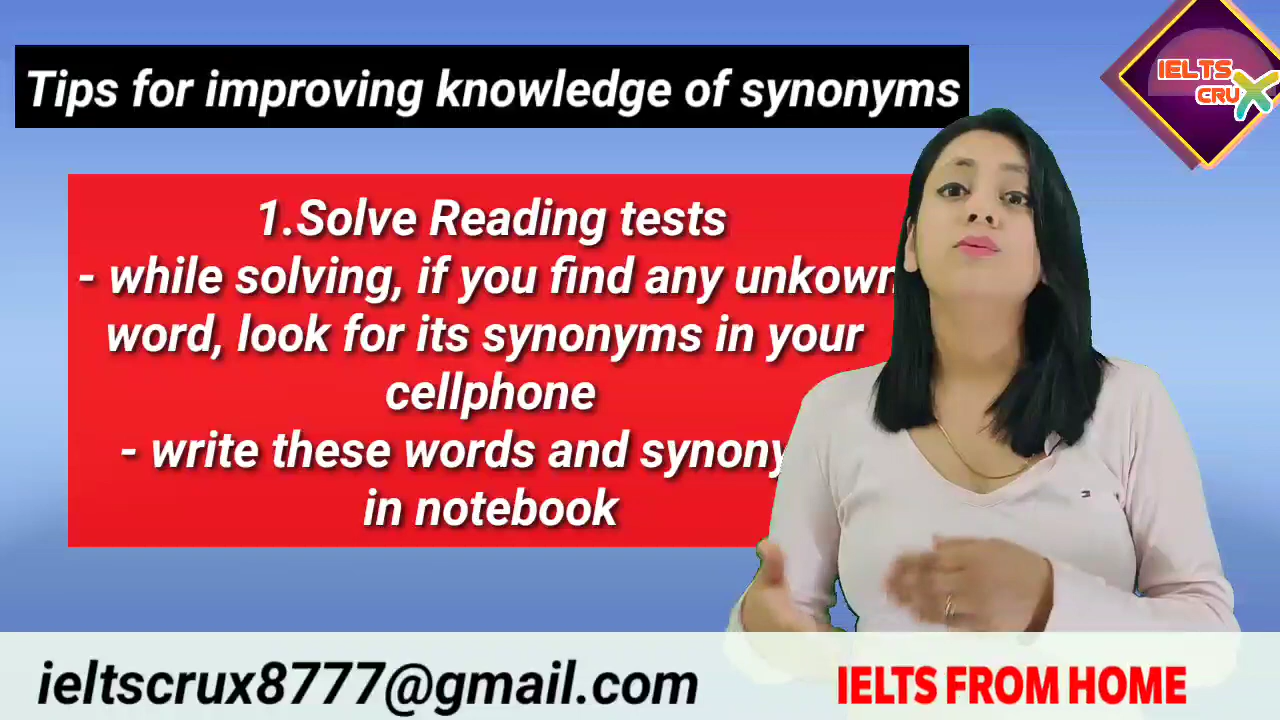 Tips for improving knowledge of synonyms
IELTS
CRUX
1.Solve Reading tests
- while solving, if you find any unkown
word, look for its synonyms in your
cellphone
- write these words and
in notebook
ieltscrux8777@gmail.com
IELTS FROM HOME